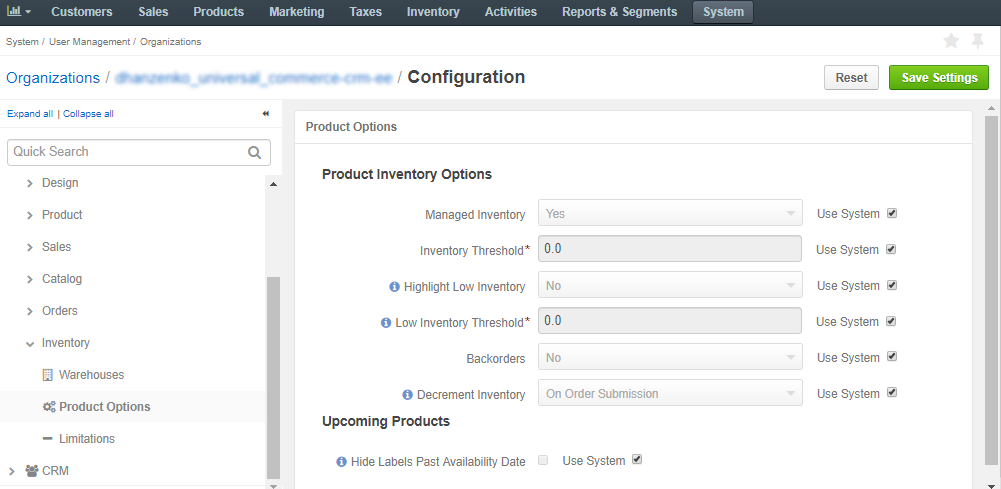 Customers Sales Products Marketing Taxes Inventory Activities Reports & Segments System
System / User Management / Organizations
Organizations / dhanzenko_universal_commerce-crm-ee / Configuration
Reset Save Settings
Expand all | Collapse all
Quick Search
Design
Product
Sales
Catalog
Orders
Inventory
Warehouses
Product Options
Limitations
CRM
Product Options
Product Inventory Options
Managed Inventory Yes Use System
Inventory Threshold* 0.0 Use System
Highlight Low Inventory No Use System
Low Inventory Threshold* 0.0 Use System
Backorders No Use System
Decrement Inventory On Order Submission Use System
Upcoming Products
Hide Labels Past Availability Date Use System